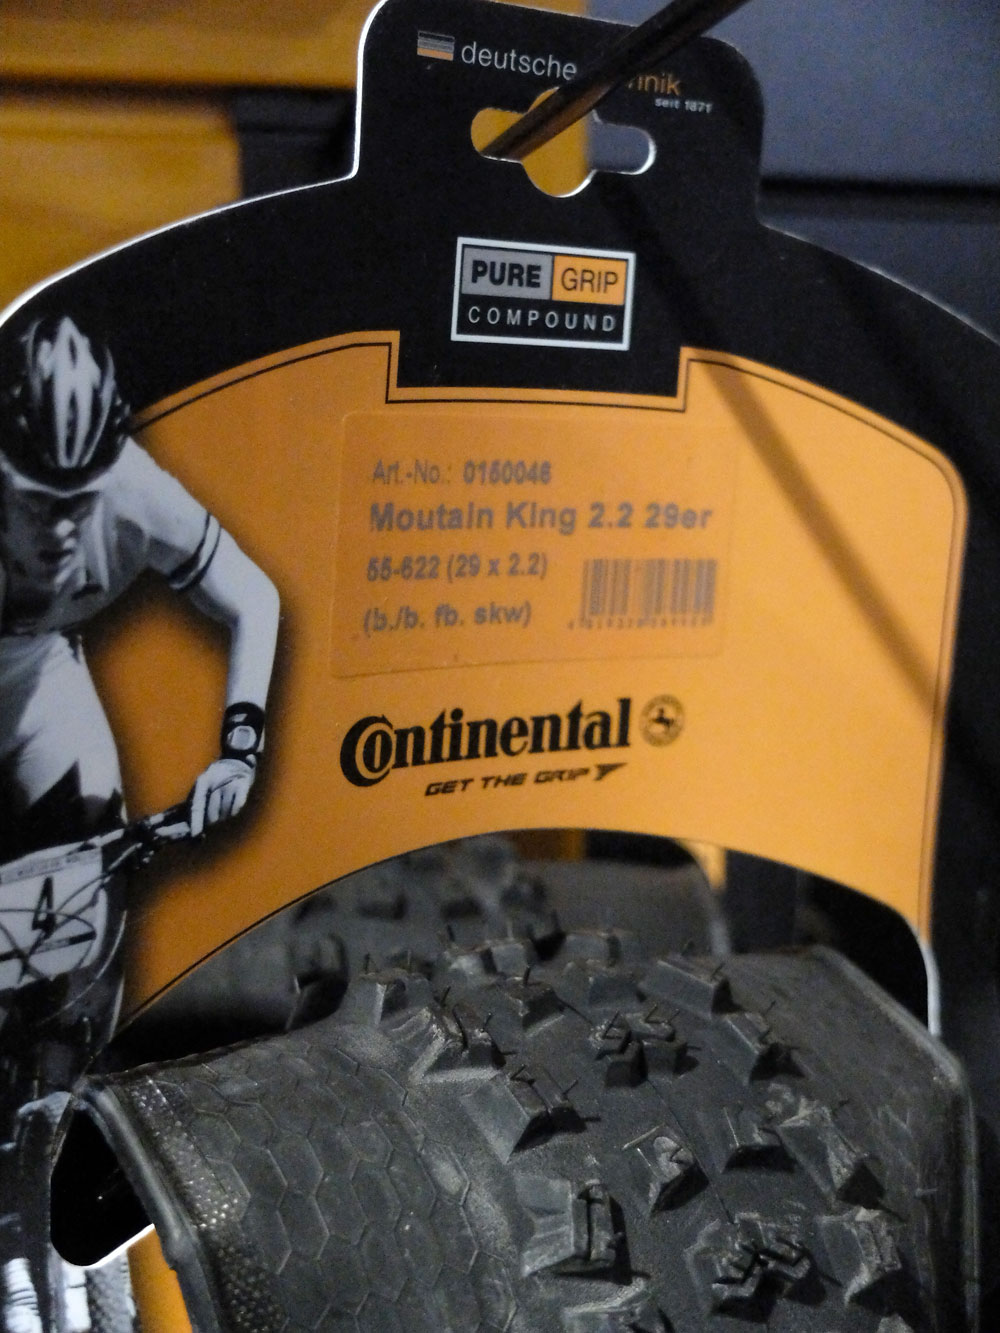 deutsche
seit 1871
PURE GRIP
COMPOUND
Art.-No.: 0150046
Moutain King 2.2 29er
55-622 (29 x 2.2)
(b./b. fb. skw)
Continental
GET THE GRIP
4